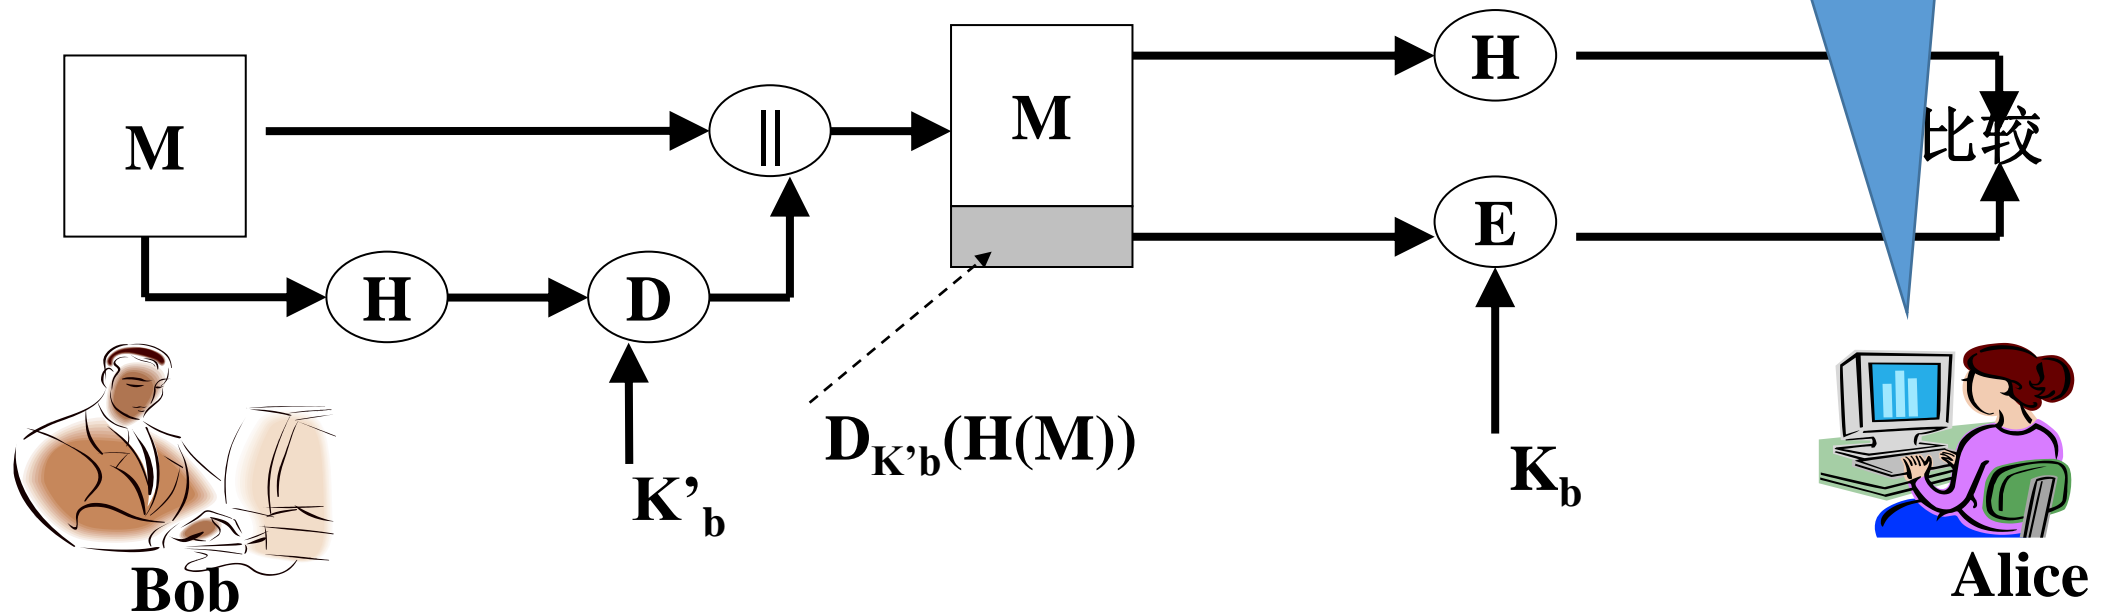 M
||
M
H
比较
H
D
E
K’b
DK’b(H(M))
Kb
Bob
Alice